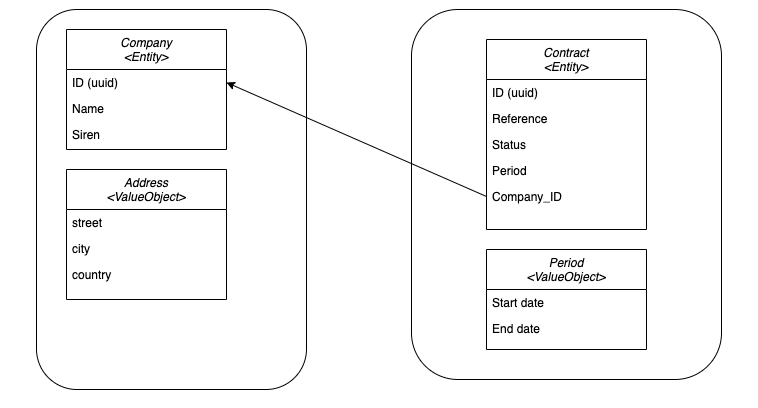 Company
<Entity>
ID (uuid)
Name
Siren
Address
<ValueObject>
street
city
country
Contract
<Entity>
ID (uuid)
Reference
Status
Period
Company_ID
Period
<ValueObject>
Start date
End date